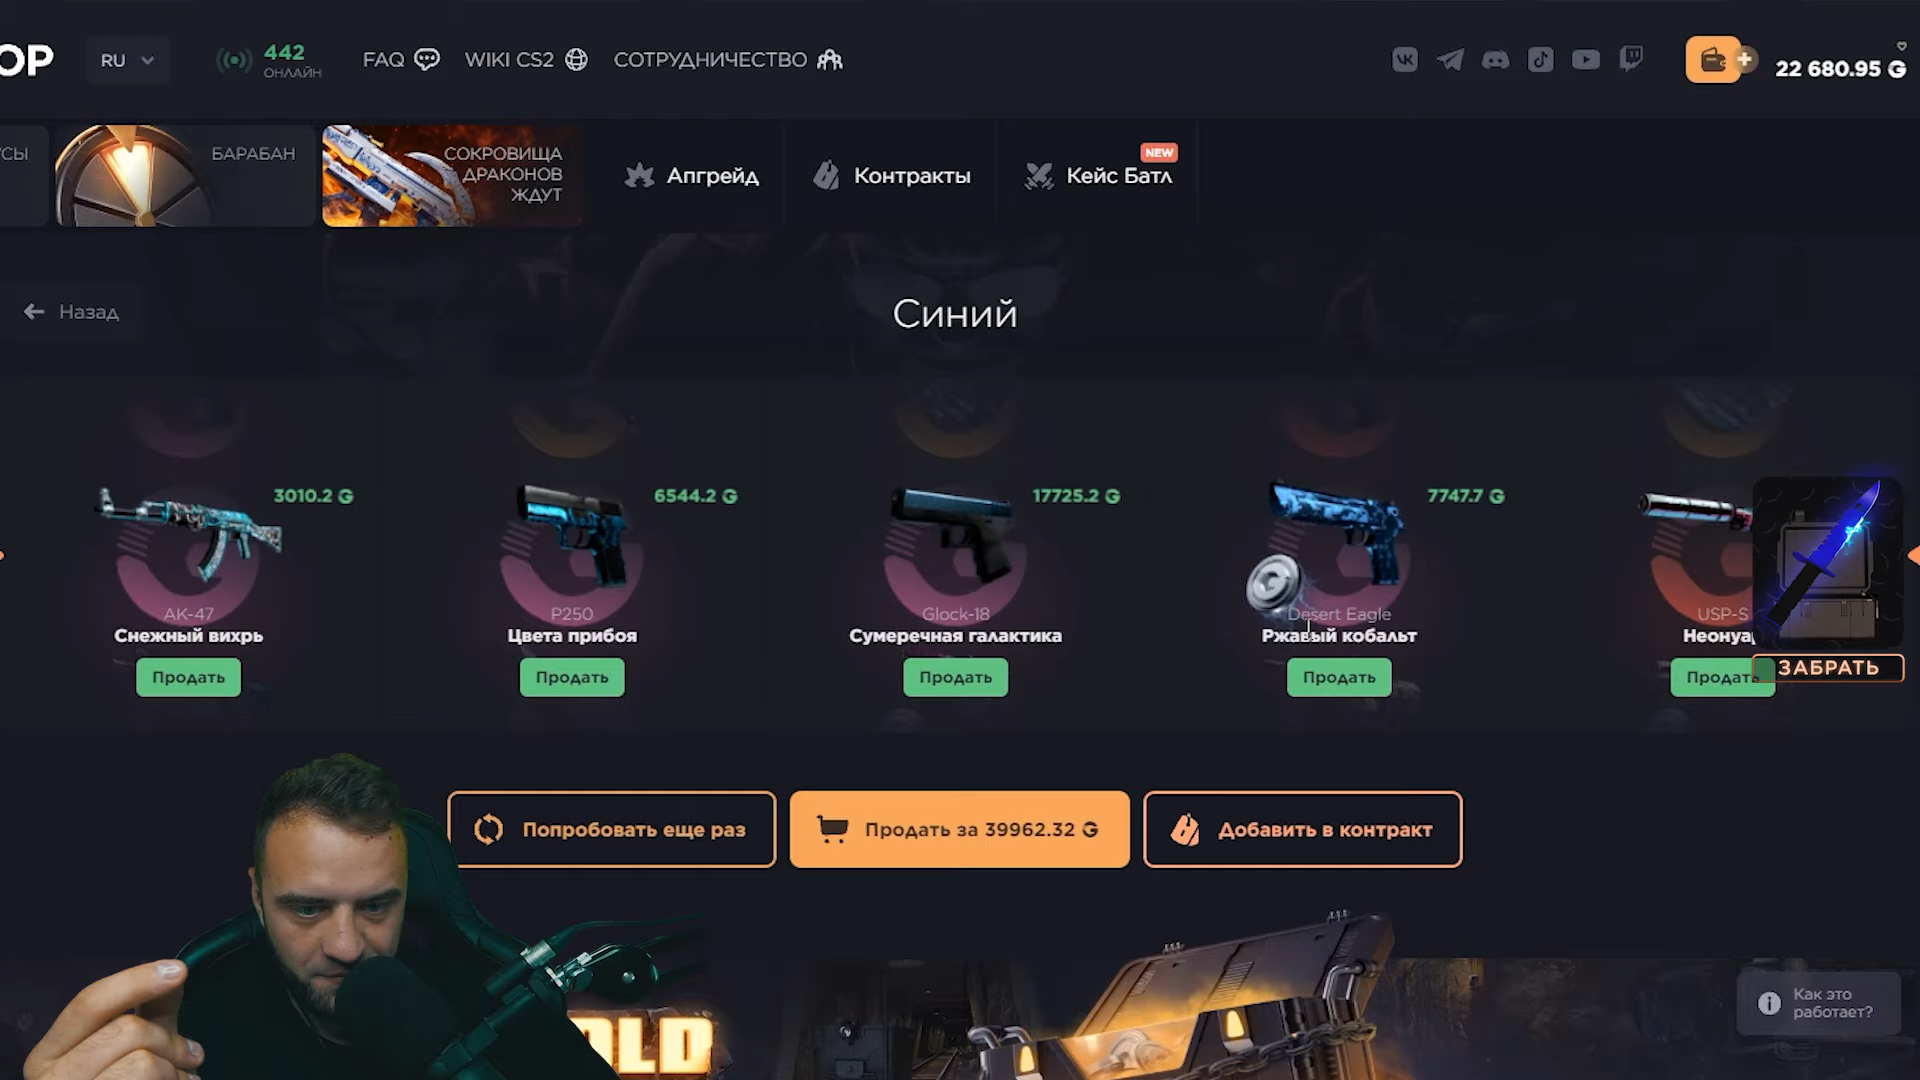 OP
RU
442
ОНЛАЙН
FAQ
WIKI CS2
СОТРУДНИЧЕСТВО
22 680.95 G
БАРАБАН
СОКРОВИЩА
ДРАКОНОВ
ЖДУТ
Апгрейд
Контракты
NEW
Кейс Батл
Назад
Синий
3010.2 G
AK-47
Снежный вихрь
Продать
6544.2 G
P250
Цвета прибоя
Продать
17725.2 G
Glock-18
Сумеречная галактика
Продать
7747.7 G
Desert Eagle
Ржавый кобальт
Продать
USP-S
Неонуа
Продать
ЗАБРАТЬ
Попробовать еще раз
Продать за 39962.32 G
Добавить в контракт
OLD
Как это
работает?